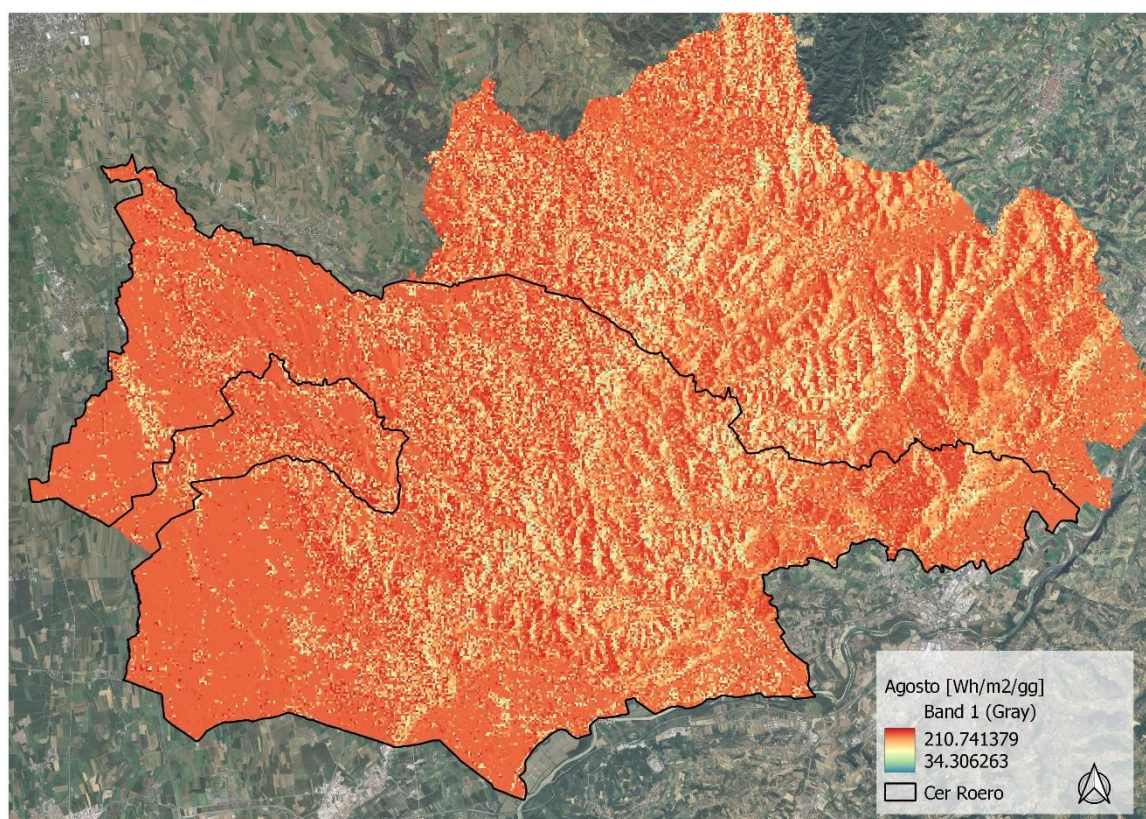 Agosto [Wh/m2/gg]
Band 1 (Gray)
210.741379
34.306263
Cer Roero